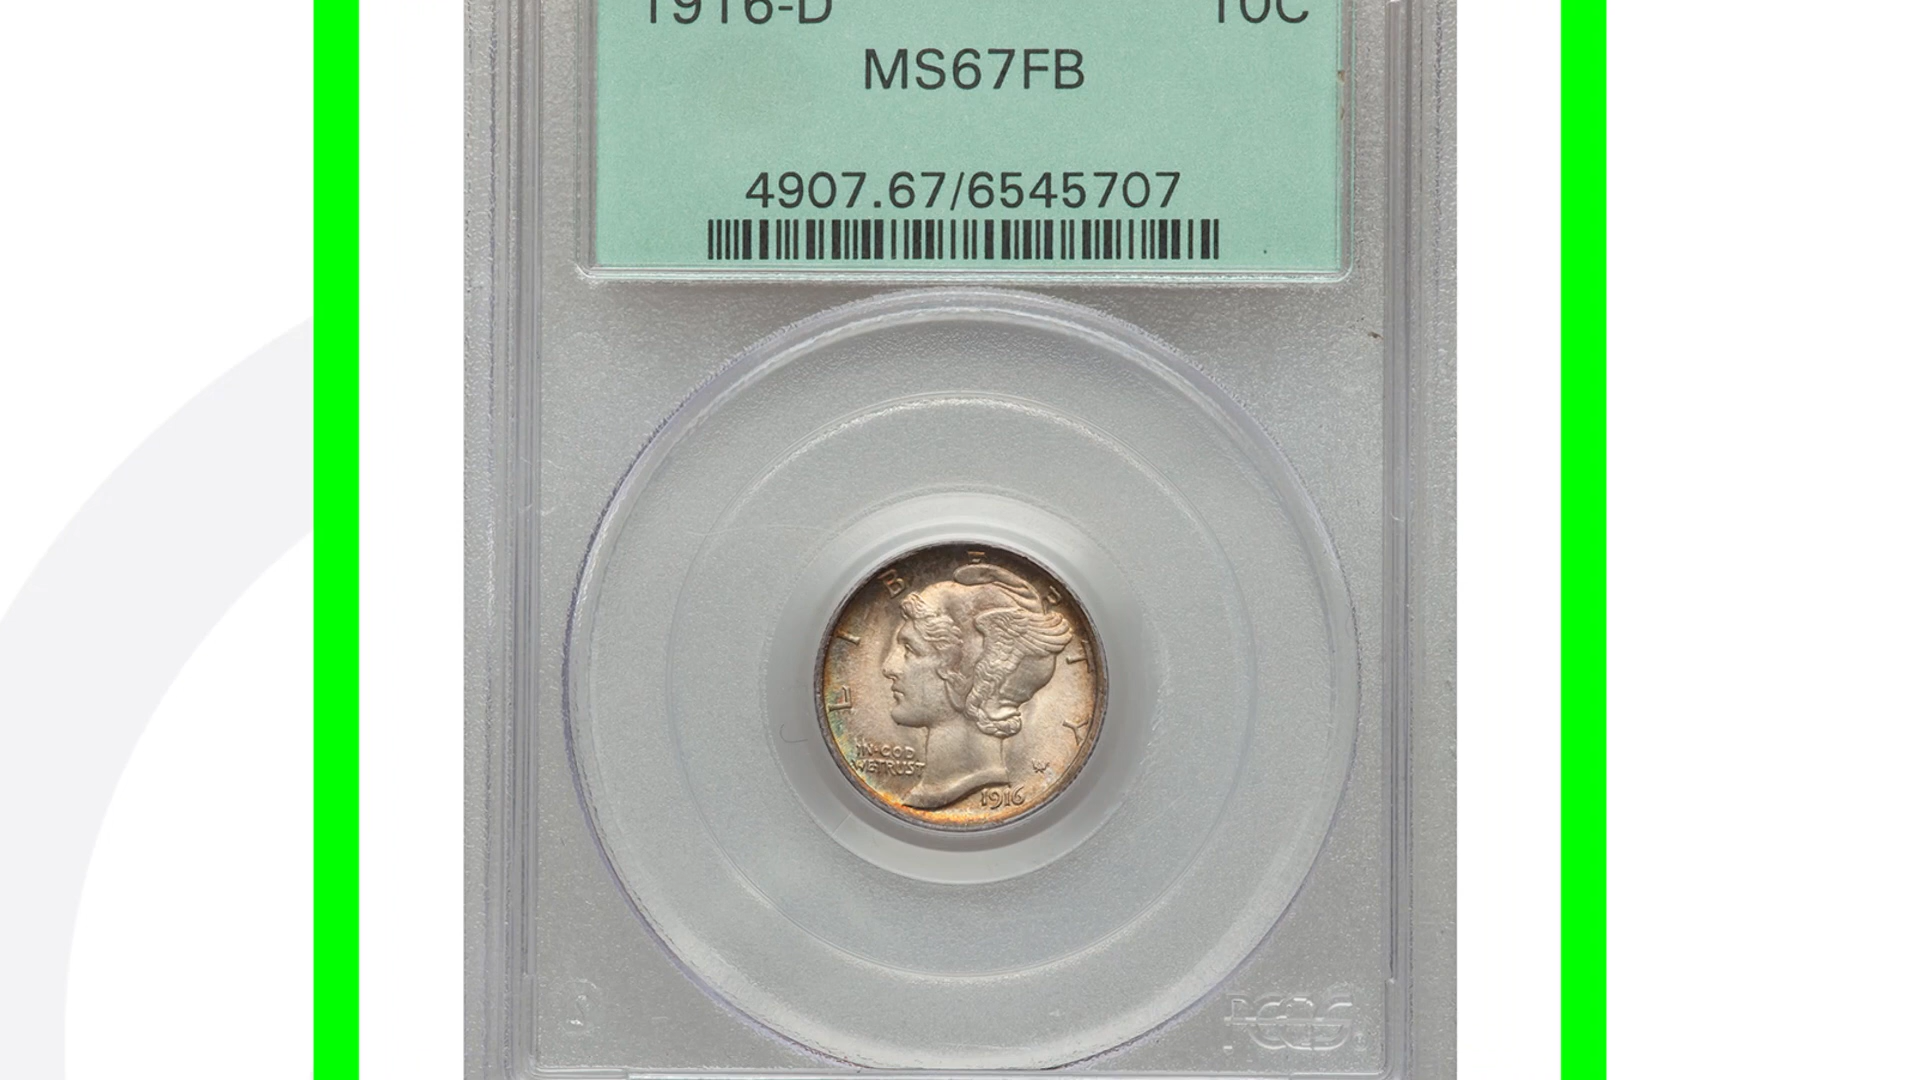 1916-D 10C
MS67FB
4907.67/6545707
LIBERTY
IN·GOD
WE TRUST
1916
PCGS